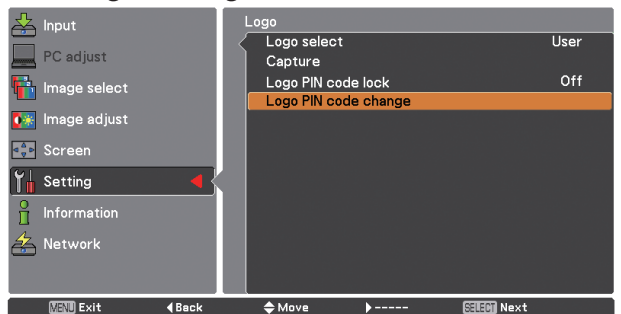 Input
PC adjust
Image select
Image adjust
Screen
Setting
Information
Network
Logo
Logo select User
Capture
Logo PIN code lock Off
Logo PIN code change
MENU Exit Back Move ----- SELECT Next